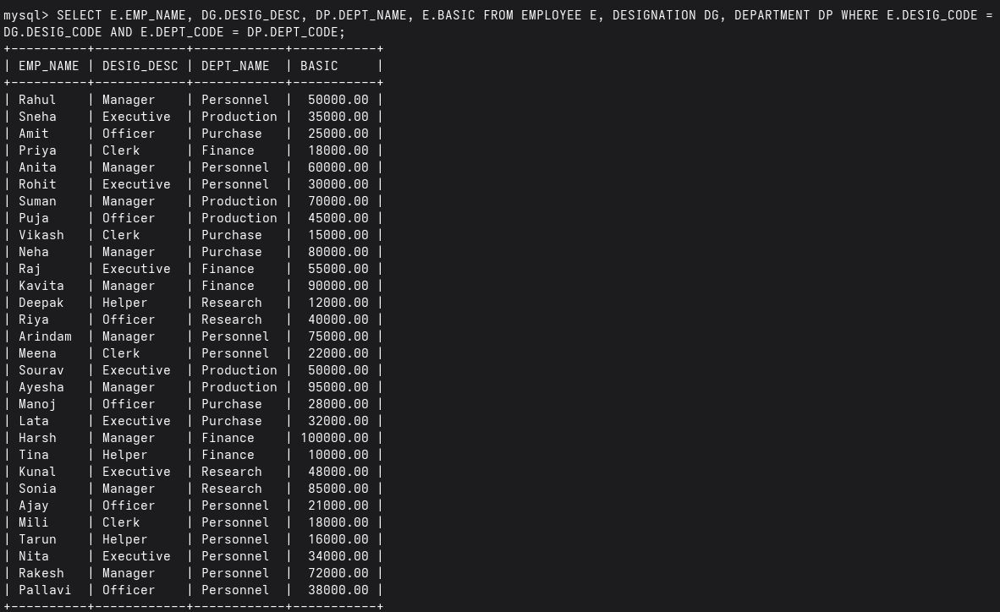 mysql> SELECT E.EMP_NAME, DG.DESIG_DESC, DP.DEPT_NAME, E.BASIC FROM EMPLOYEE E, DESIGNATION DG, DEPARTMENT DP WHERE E.DESIG_CODE =
DG.DESIG_CODE AND E.DEPT_CODE = DP.DEPT_CODE;
+----------+------------+------------+-----------+
| EMP_NAME | DESIG_DESC | DEPT_NAME  | BASIC     |
+----------+------------+------------+-----------+
| Rahul    | Manager    | Personnel  |  50000.00 |
| Sneha    | Executive  | Production |  35000.00 |
| Amit     | Officer    | Purchase   |  25000.00 |
| Priya    | Clerk      | Finance    |  18000.00 |
| Anita    | Manager    | Personnel  |  60000.00 |
| Rohit    | Executive  | Personnel  |  30000.00 |
| Suman    | Manager    | Production |  70000.00 |
| Puja     | Officer    | Production |  45000.00 |
| Vikash   | Clerk      | Purchase   |  15000.00 |
| Neha     | Manager    | Purchase   |  80000.00 |
| Raj      | Executive  | Finance    |  55000.00 |
| Kavita   | Manager    | Finance    |  90000.00 |
| Deepak   | Helper     | Research   |  12000.00 |
| Riya     | Officer    | Research   |  40000.00 |
| Arindam  | Manager    | Personnel  |  75000.00 |
| Meena    | Clerk      | Personnel  |  22000.00 |
| Sourav   | Executive  | Production |  50000.00 |
| Ayesha   | Manager    | Production |  95000.00 |
| Manoj    | Officer    | Purchase   |  28000.00 |
| Lata     | Executive  | Purchase   |  32000.00 |
| Harsh    | Manager    | Finance    | 100000.00 |
| Tina     | Helper     | Finance    |  10000.00 |
| Kunal    | Executive  | Research   |  48000.00 |
| Sonia    | Manager    | Research   |  85000.00 |
| Ajay     | Officer    | Personnel  |  21000.00 |
| Mili     | Clerk      | Personnel  |  18000.00 |
| Tarun    | Helper     | Personnel  |  16000.00 |
| Nita     | Executive  | Personnel  |  34000.00 |
| Rakesh   | Manager    | Personnel  |  72000.00 |
| Pallavi  | Officer    | Personnel  |  38000.00 |
+----------+------------+------------+-----------+